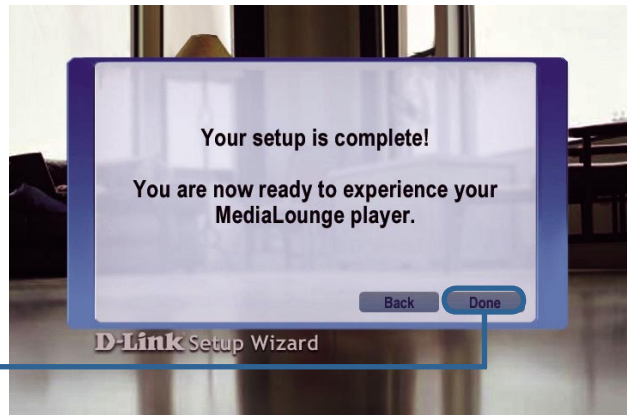 Your setup is complete!
You are now ready to experience your
MediaLounge player.
Back Done
D-Link Setup Wizard